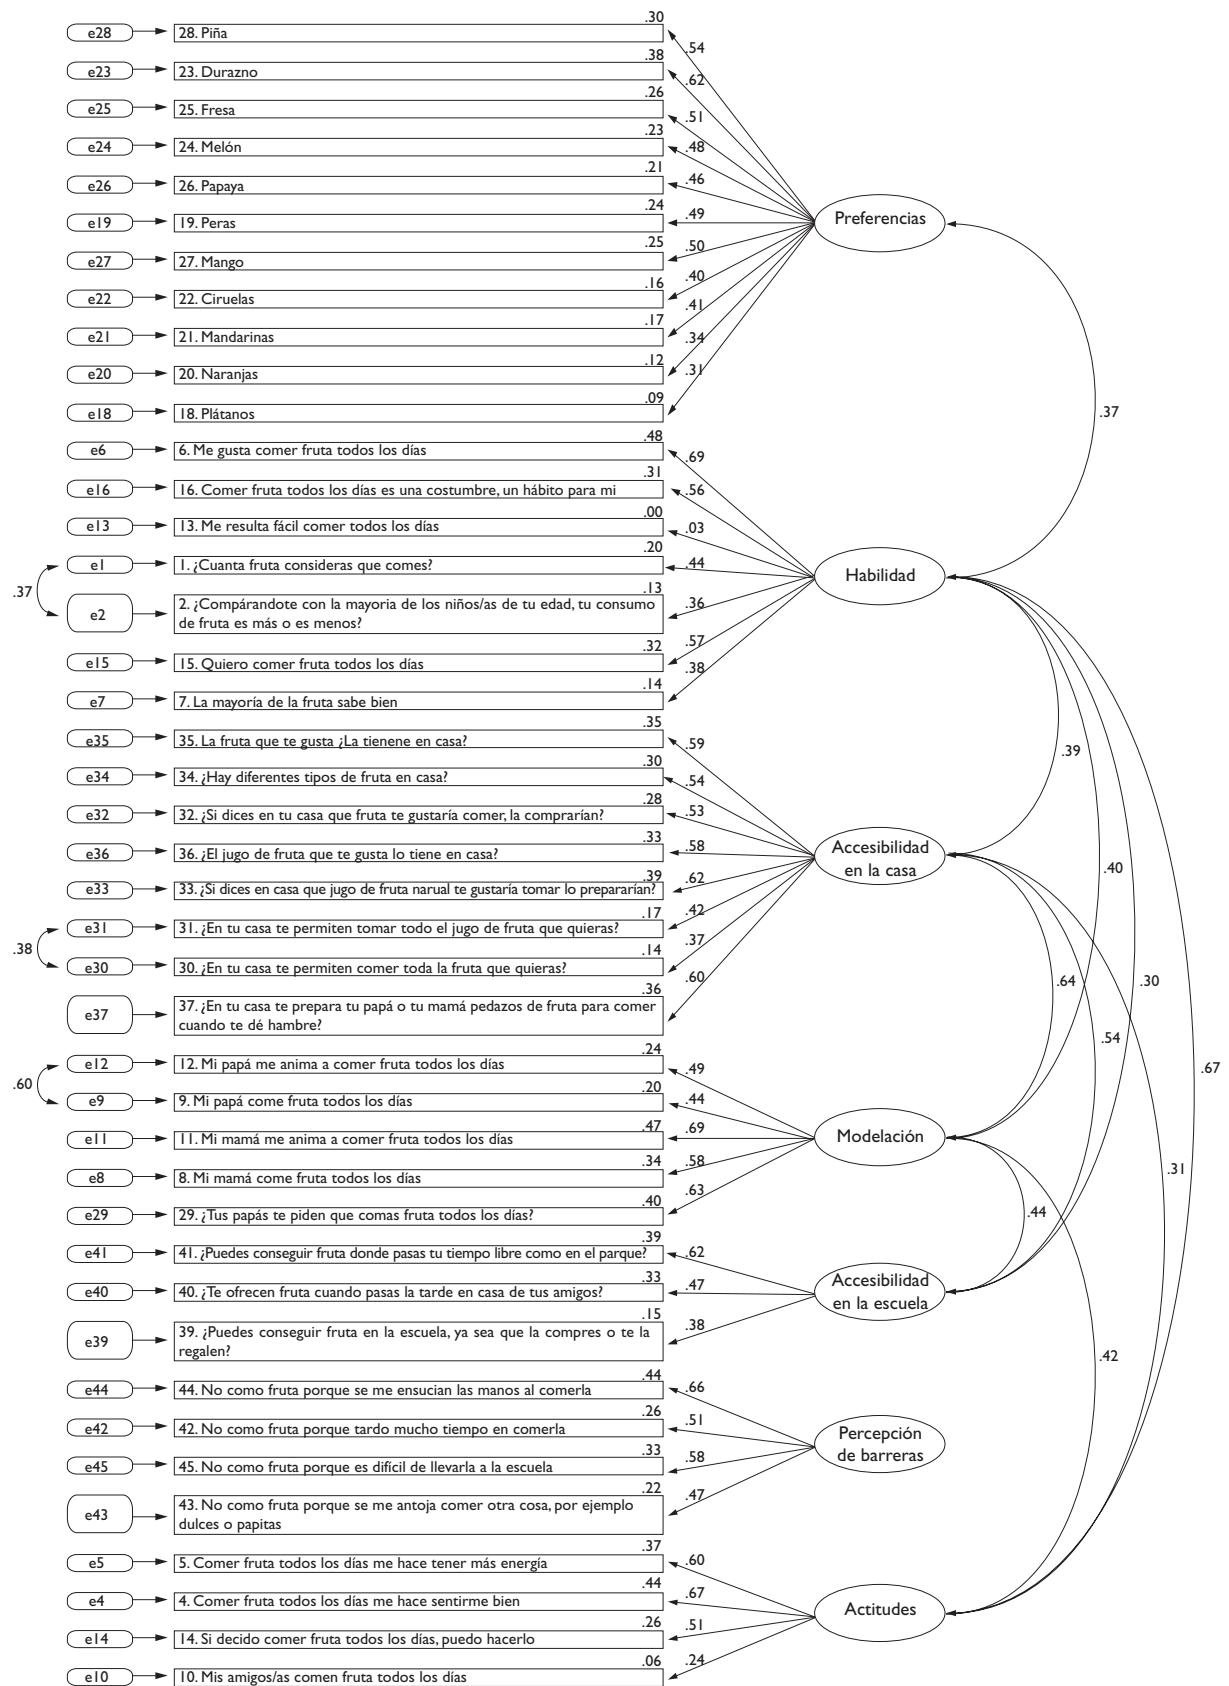 .30
e28 28. Piña .54
.38
e23 23. Durazno .62
.26
e25 25. Fresa .51
.23
e24 24. Melón .48
.21
e26 26. Papaya .46
.24
e19 19. Peras .49
Preferencias
.25
e27 27. Mango .50
.16
e22 22. Ciruelas .40
.17
e21 21. Mandarinas .41
.12
e20 20. Naranjas .34
.09
e18 18. Plátanos .31
.37
.48
e6 6. Me gusta comer fruta todos los días .69
.31
e16 16. Comer fruta todos los días es una costumbre, un hábito para mi .56
.00
e13 13. Me resulta fácil comer todos los días .03
.20
e1 1. ¿Cuanta fruta consideras que comes? .44
Habilidad
.37
.13
e2 2. ¿Compárandote con la mayoria de los niños/as de tu edad, tu consumo
de fruta es más o es menos? .36
.32
e15 15. Quiero comer fruta todos los días .57
.14
e7 7. La mayoría de la fruta sabe bien .38
.35
e35 35. La fruta que te gusta ¿La tienene en casa? .59
.39
.30
e34 34. ¿Hay diferentes tipos de fruta en casa? .54
.28
e32 32. ¿Si dices en tu casa que fruta te gustaría comer, la comprarían? .53
.33
e36 36. ¿El jugo de fruta que te gusta lo tiene en casa? .58
Accesibilidad
en la casa
.40
.39
e33 33. ¿Si dices en casa que jugo de fruta narual te gustaría tomar lo prepararían? .62
.17
e31 31. ¿En tu casa te permiten tomar todo el jugo de fruta que quieras? .42
.38
.14
e30 30. ¿En tu casa te permiten comer toda la fruta que quieras? .37
.64
.30
.36
e37 37. ¿En tu casa te prepara tu papá o tu mamá pedazos de fruta para comer
cuando te dé hambre? .60
.54
.24
e12 12. Mi papá me anima a comer fruta todos los días .49
.67
.60
.20
e9 9. Mi papá come fruta todos los días .44
.47
e11 11. Mi mamá me anima a comer fruta todos los días .69
Modelación
.34
e8 8. Mi mamá come fruta todos los días .58
.31
.40
e29 29. ¿Tus papás te piden que comas fruta todos los días? .63
.44
.39
e41 41. ¿Puedes conseguir fruta donde pasas tu tiempo libre como en el parque? .62
.33
e40 40. ¿Te ofrecen fruta cuando pasas la tarde en casa de tus amigos? .47
Accesibilidad
en la escuela
.15
e39 39. ¿Puedes conseguir fruta en la escuela, ya sea que la compres o te la
regalen? .38
.42
.44
e44 44. No como fruta porque se me ensucian las manos al comerla .66
.26
e42 42. No como fruta porque tardo mucho tiempo en comerla .51
Percepción
de barreras
.33
e45 45. No como fruta porque es difícil de llevarla a la escuela .58
.22
e43 43. No como fruta porque se me antoja comer otra cosa, por ejemplo
dulces o papitas .47
.37
e5 5. Comer fruta todos los días me hace tener más energía .60
.44
e4 4. Comer fruta todos los días me hace sentirme bien .67
Actitudes
.26
e14 14. Si decido comer fruta todos los días, puedo hacerlo .51
.06
e10 10. Mis amigos/as comen fruta todos los días .24